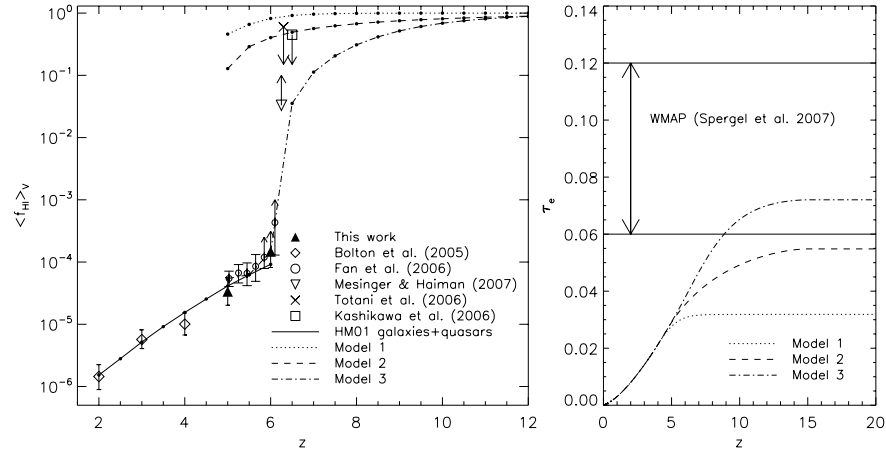 10⁰
10⁻¹
10⁻²
10⁻³
10⁻⁴
10⁻⁵
10⁻⁶
<f_HI>_V
This work
Bolton et al. (2005)
Fan et al. (2006)
Mesinger & Haiman (2007)
Totani et al. (2006)
Kashikawa et al. (2006)
HM01 galaxies+quasars
Model 1
Model 2
Model 3
2 4 6 8 10 12
z
0.14
0.12
0.10
0.08
0.06
0.04
0.02
0.00
τ_e
WMAP (Spergel et al. 2007)
Model 1
Model 2
Model 3
0 5 10 15 20
z